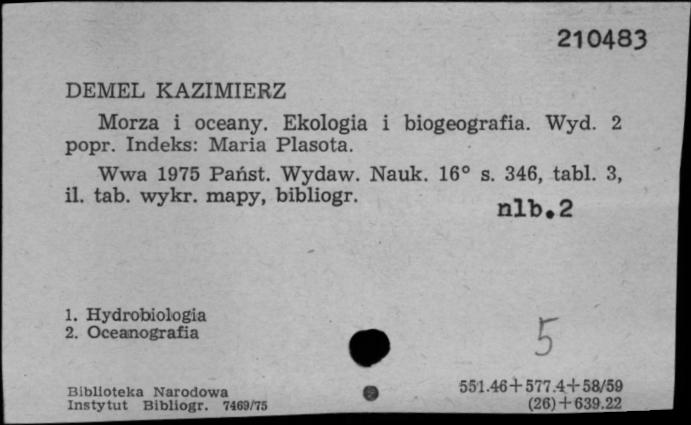 210483
DEMEL KAZIMIERZ
Morza i oceany. Ekologia i biogeografia. Wyd. 2
popr. Indeks: Maria Plasota.
Wwa 1975 Państ. Wydaw. Nauk. 16° s. 346, tabl. 3,
il. tab. wykr. mapy, bibliogr.
nlb.2
1. Hydrobiologia
2. Oceanografia
5
Biblioteka Narodowa
Instytut Bibliogr. 7469/75
551.46+577.4+58/59
(26)+639.22